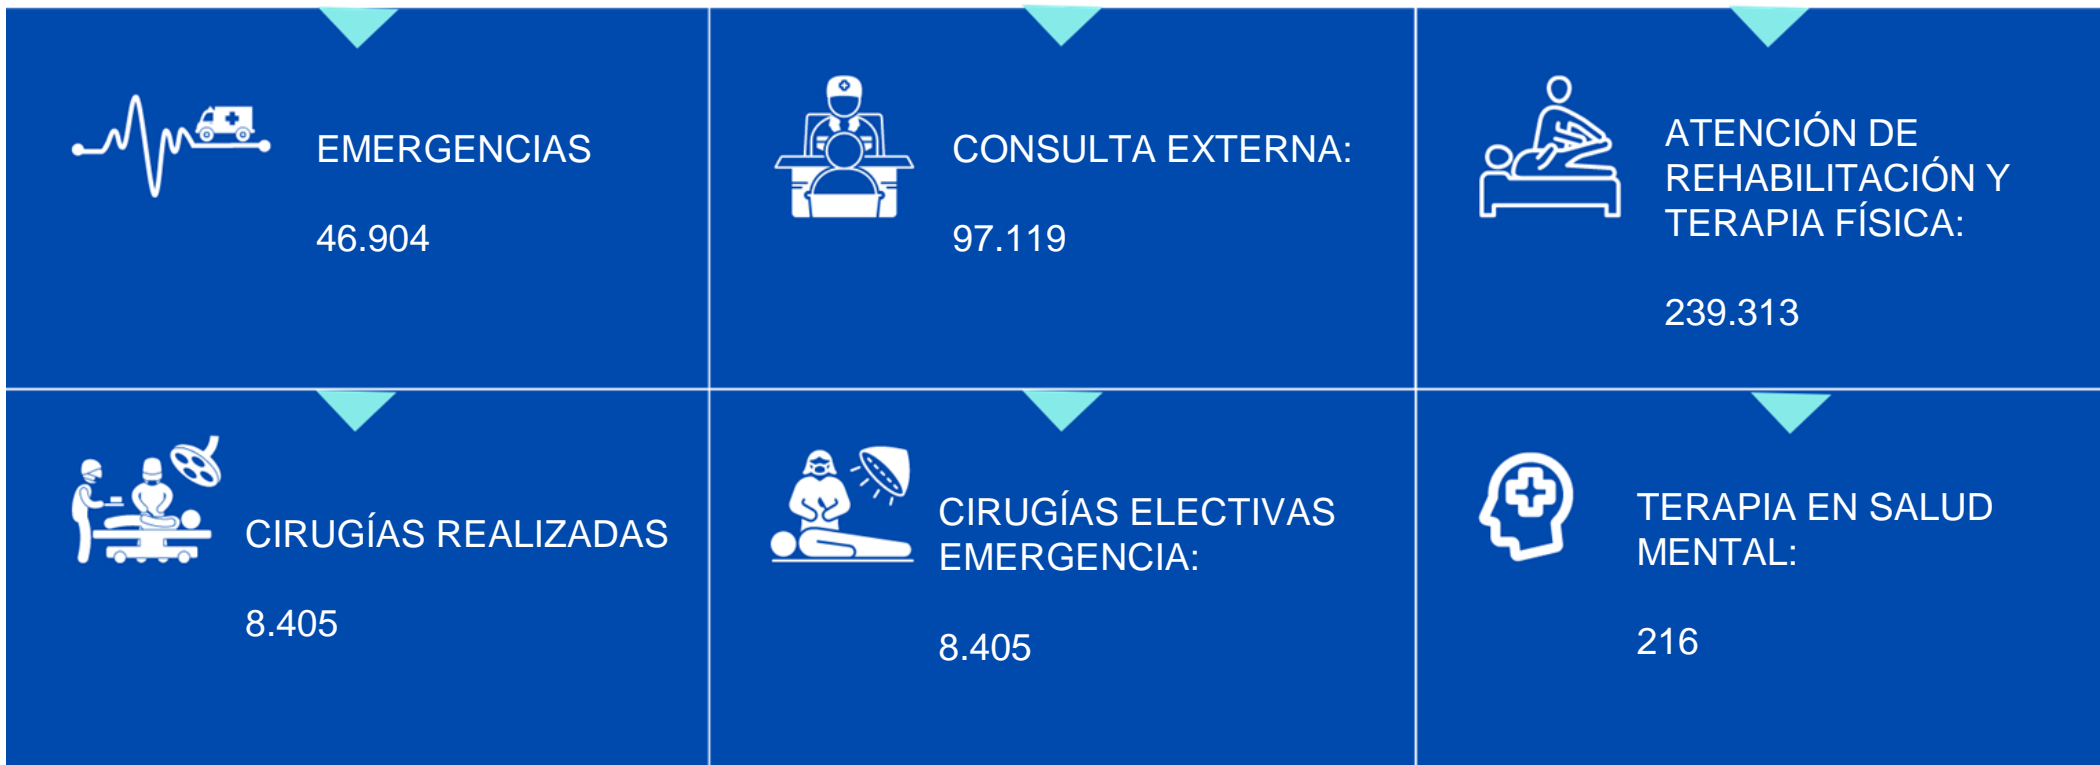 EMERGENCIAS
46.904
CONSULTA EXTERNA:
97.119
ATENCIÓN DE
REHABILITACIÓN Y
TERAPIA FÍSICA:
239.313
CIRUGÍAS REALIZADAS
8.405
CIRUGÍAS ELECTIVAS
EMERGENCIA:
8.405
TERAPIA EN SALUD
MENTAL:
216